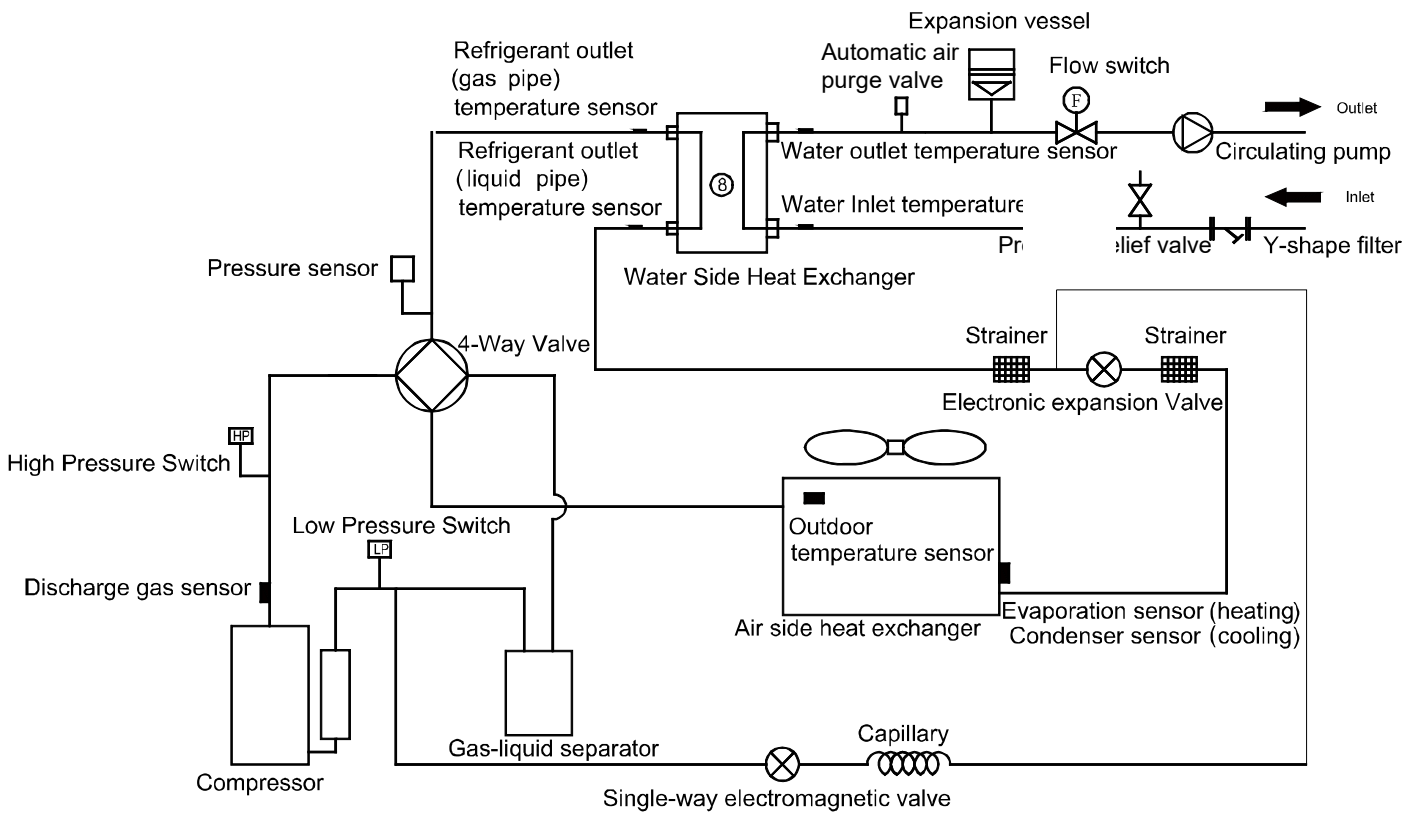 Expansion vessel
Refrigerant outlet
(gas pipe)
temperature sensor
Automatic air
purge valve
Flow switch
F
Outlet
Refrigerant outlet
(liquid pipe)
temperature sensor
8
Water outlet temperature sensor
Circulating pump
Water Inlet temperature
Inlet
elief valve
Y-shape filter
Pressure sensor
Water Side Heat Exchanger
4-Way Valve
Strainer
Strainer
Electronic expansion Valve
HP
High Pressure Switch
Low Pressure Switch
LP
Outdoor
temperature sensor
Discharge gas sensor
Evaporation sensor (heating)
Condenser sensor (cooling)
Air side heat exchanger
Capillary
Gas-liquid separator
Compressor
Single-way electromagnetic valve